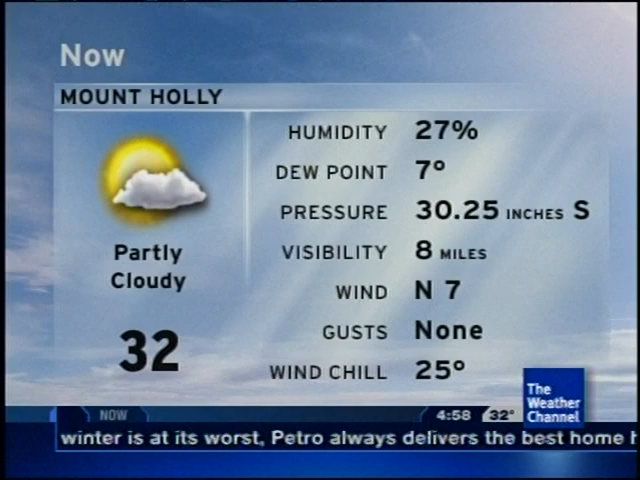 Now
MOUNT HOLLY
Partly
Cloudy
32
HUMIDITY 27%
DEW POINT 7°
PRESSURE 30.25 INCHES S
VISIBILITY 8 MILES
WIND N 7
GUSTS None
WIND CHILL 25°
The
Weather
Channel
NOW 4:58 32°
winter is at its worst, Petro always delivers the best home